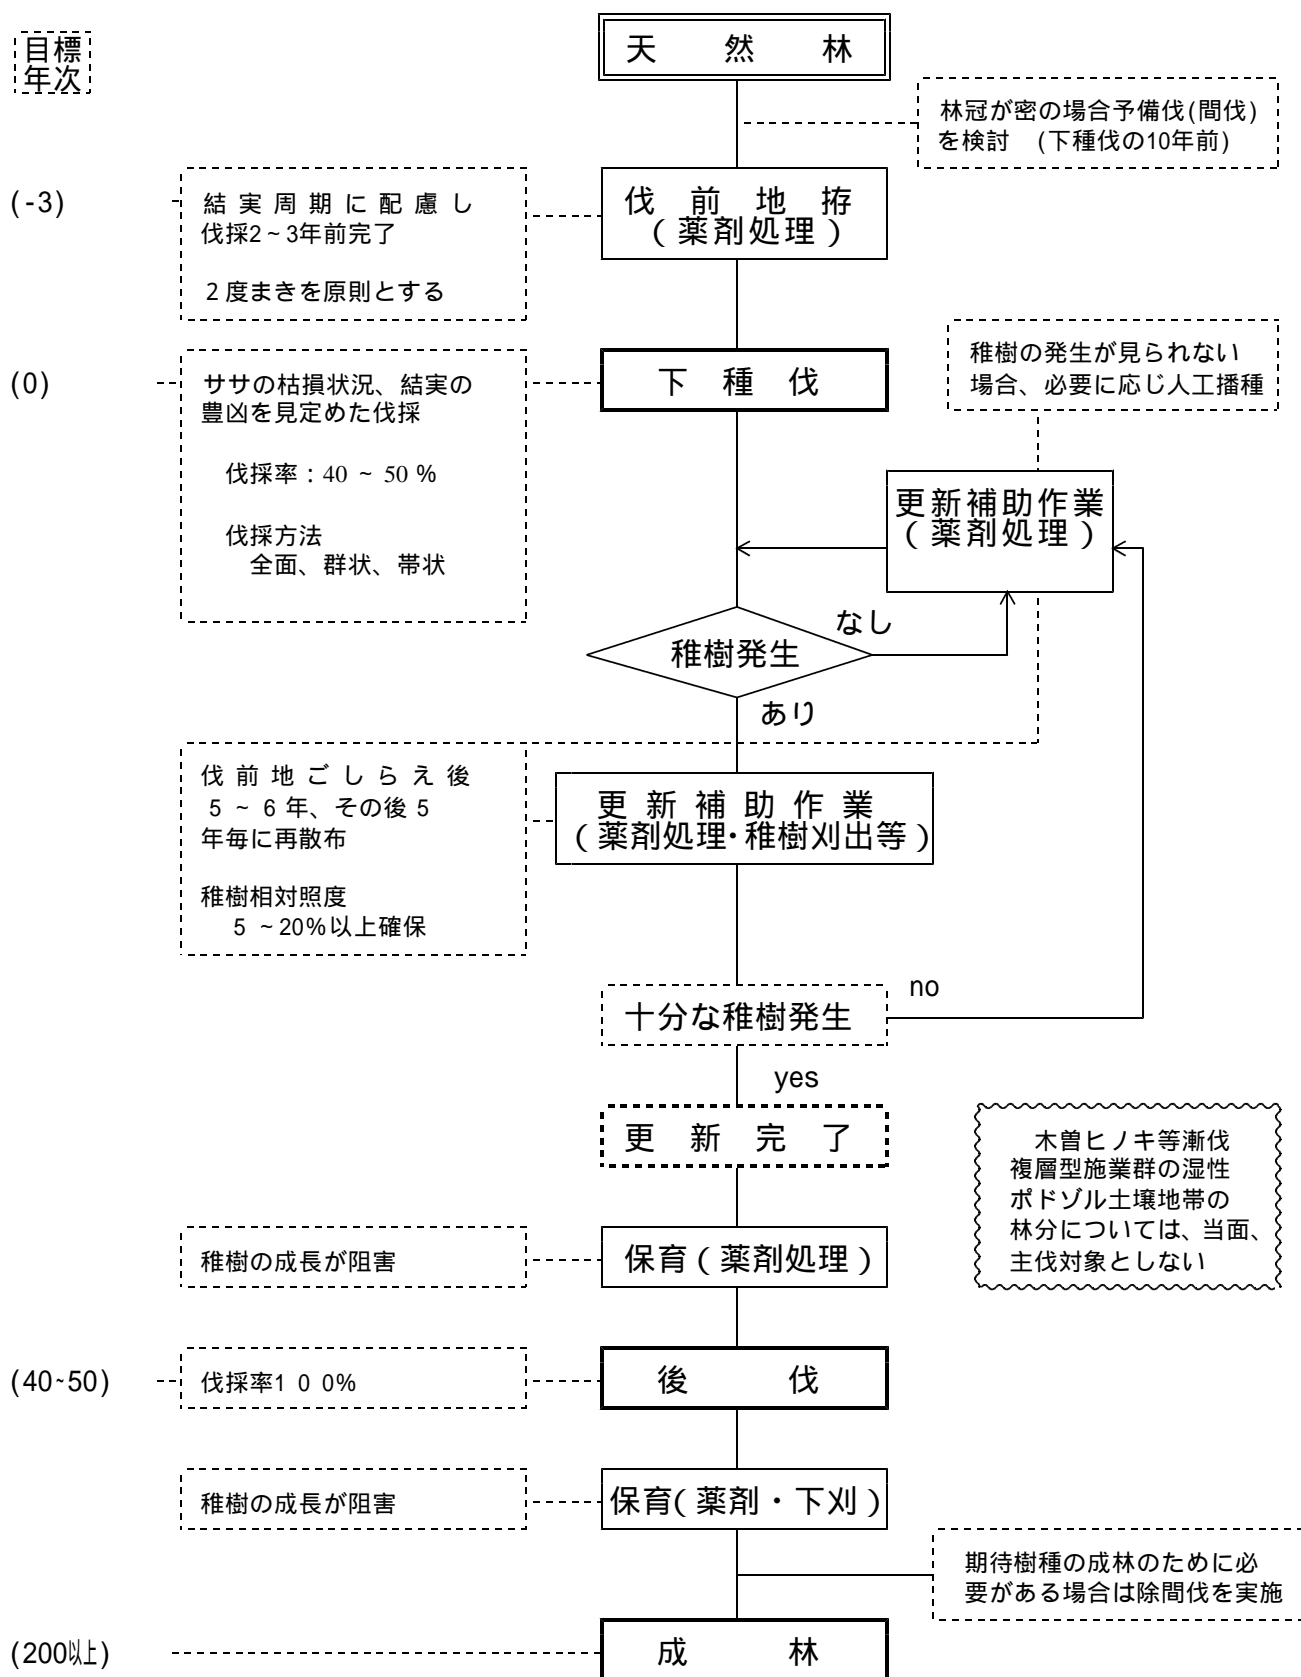 目標
年次
天然林
林冠が密の場合予備伐(間伐)
を検討 (下種伐の10年前)
(-3)
結実周期に配慮し
伐採2~3年前完了
2度まきを原則とする
伐前地拵
(薬剤処理)
(0)
ササの枯損状況、結実の
豊凶を見定めた伐採
伐採率:40 ~ 50 %
伐採方法
全面、群状、帯状
下種伐
稚樹の発生が見られない
場合、必要に応じ人工播種
更新補助作業
(薬剤処理)
稚樹発生
なし
あり
伐前地ごしらえ後
5 ~ 6 年、その後 5
年毎に再散布
稚樹相対照度
5 ~20%以上確保
更新補助作業
(薬剤処理・稚樹刈出等)
十分な稚樹発生
no
yes
更新完了
木曽ヒノキ等漸伐
複層型施業群の湿性
ポドゾル土壌地帯の
林分については、当面、
主伐対象としない
稚樹の成長が阻害
保育(薬剤処理)
(40~50)
伐採率1 0 0%
後伐
稚樹の成長が阻害
保育(薬剤・下刈)
期待樹種の成林のために必
要がある場合は除間伐を実施
(200以上)
成林